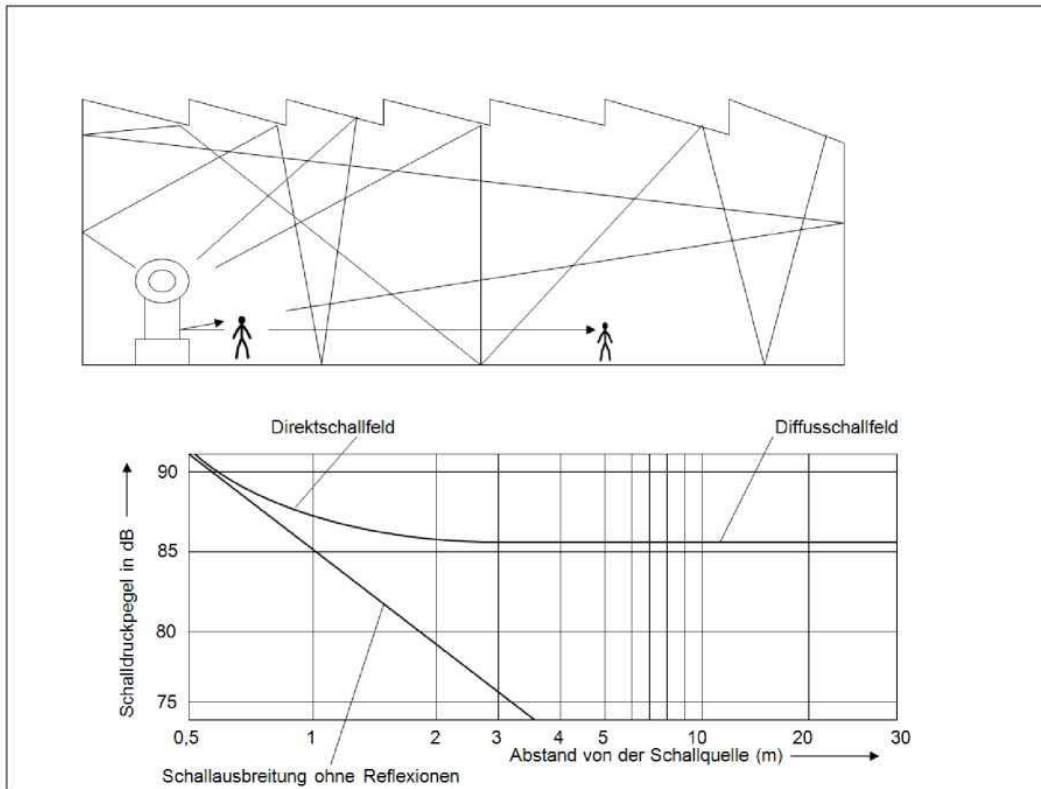 Direktschallfeld
Diffusschallfeld
Schalldruckpegel in dB
90
85
80
75
0,5 1 2 3 4 5 10 20 30
Abstand von der Schallquelle (m)
Schallausbreitung ohne Reflexionen